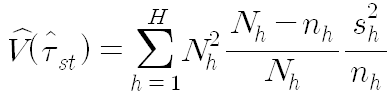 $\widehat{V}(\hat{\tau}_{st}) = \sum_{h=1}^{H} N_h^2 \frac{N_h - n_h}{N_h} \frac{s_h^2}{n_h}$